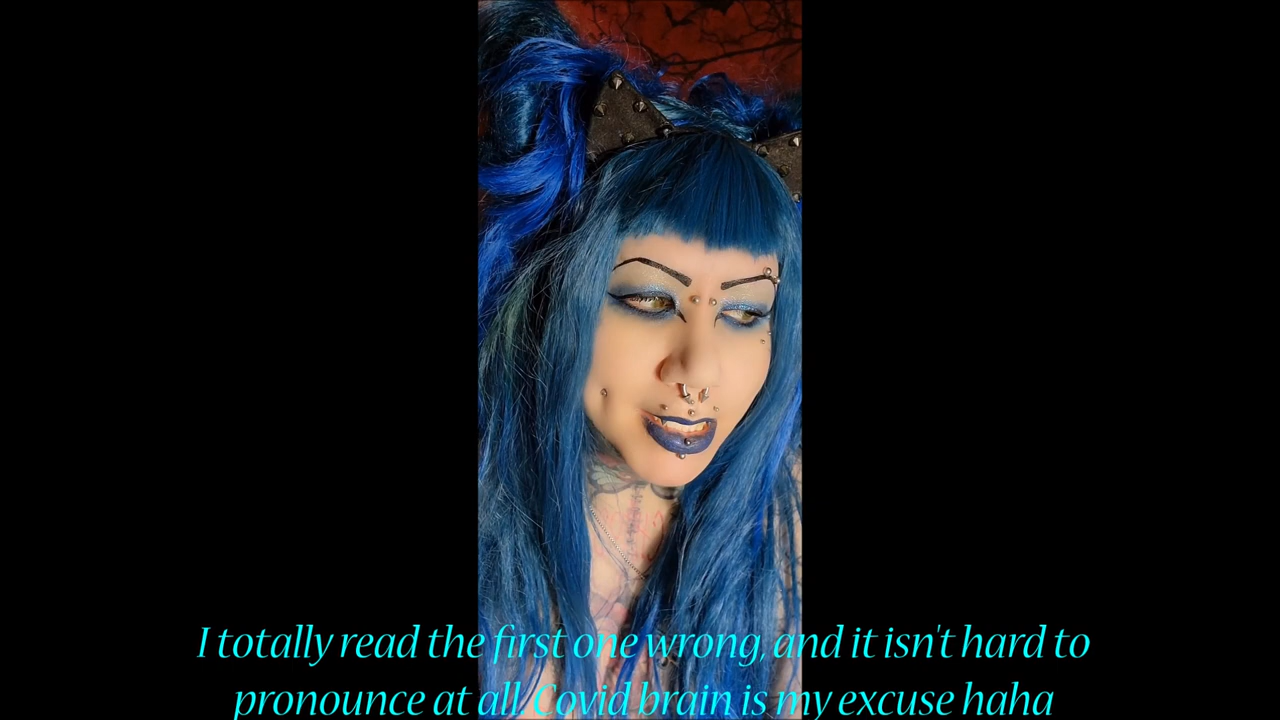 I totally read the first one wrong, and it isn't hard to
pronounce at all. Covid brain is my excuse haha